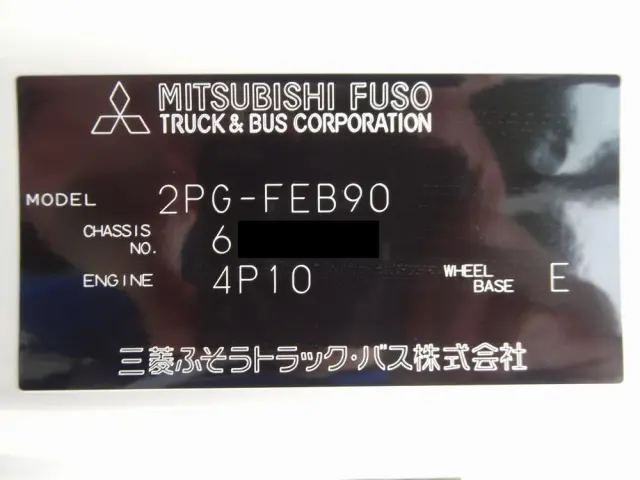 MITSUBISHI FUSO
TRUCK & BUS CORPORATION
MODEL 2PG-FEB90
CHASSIS NO. 6
ENGINE 4P10 WHEEL BASE E
三菱ふそうトラック・バス株式会社